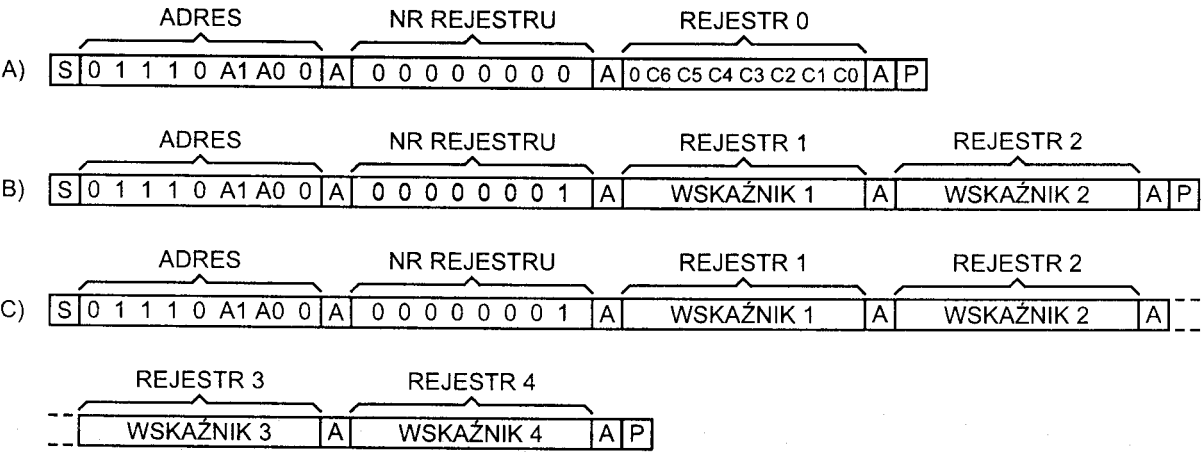 ADRES NR REJESTRU REJESTR 0
A) S 0 1 1 1 0 A1 A0 0 A 0 0 0 0 0 0 0 0 A 0 C6 C5 C4 C3 C2 C1 C0 A P
ADRES NR REJESTRU REJESTR 1 REJESTR 2
B) S 0 1 1 1 0 A1 A0 0 A 0 0 0 0 0 0 0 1 A WSKAŹNIK 1 A WSKAŹNIK 2 A P
ADRES NR REJESTRU REJESTR 1 REJESTR 2
C) S 0 1 1 1 0 A1 A0 0 A 0 0 0 0 0 0 0 1 A WSKAŹNIK 1 A WSKAŹNIK 2 A
REJESTR 3 REJESTR 4
WSKAŹNIK 3 A WSKAŹNIK 4 A P